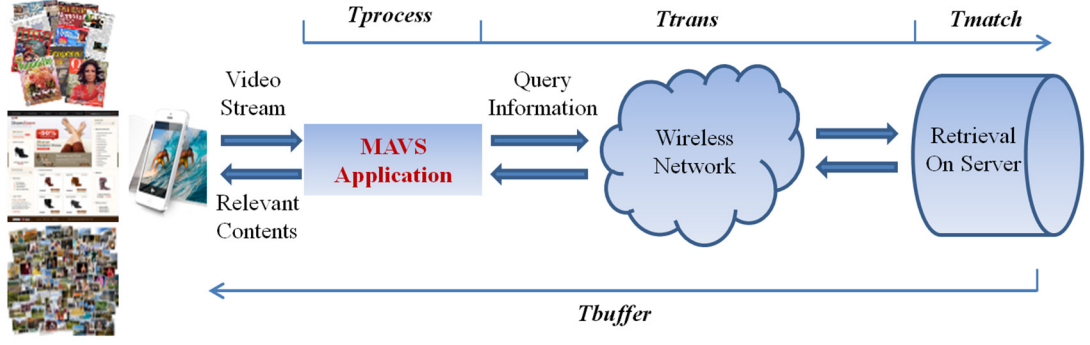 Tprocess
Ttrans
Tmatch
Video
Stream
Query
Information
MAVS
Application
Wireless
Network
Retrieval
On Server
Relevant
Contents
Tbuffer